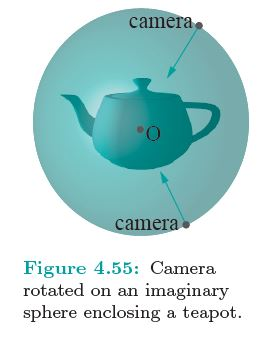 camera
O
camera
Figure 4.55: Camera
rotated on an imaginary
sphere enclosing a teapot.